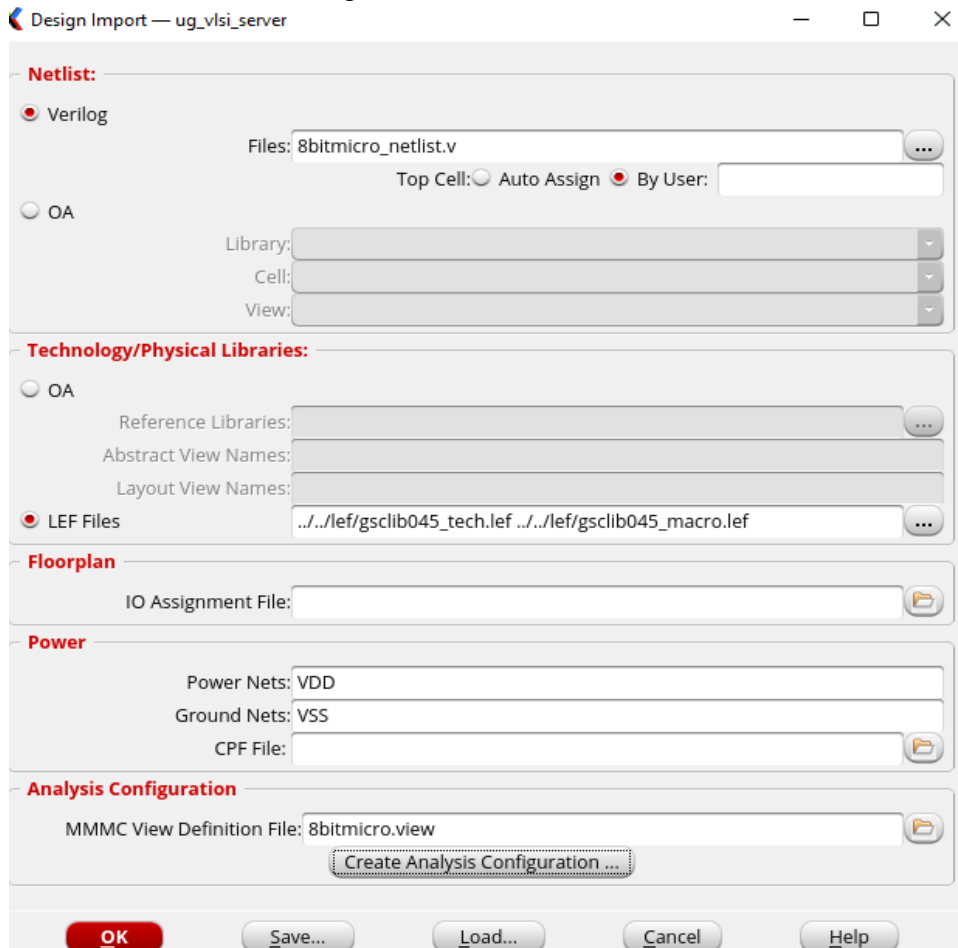 Design Import — ug_vlsi_server
Netlist:
Verilog
Files: 8bitmicro_netlist.v ...
Top Cell: Auto Assign By User:
OA
Library:
Cell:
View:
Technology/Physical Libraries:
OA
Reference Libraries: ...
Abstract View Names:
Layout View Names:
LEF Files ../../lef/gsclib045_tech.lef ../../lef/gsclib045_macro.lef ...
Floorplan
IO Assignment File:
Power
Power Nets: VDD
Ground Nets: VSS
CPF File:
Analysis Configuration
MMMC View Definition File: 8bitmicro.view
Create Analysis Configuration ...
OK Save... Load... Cancel Help